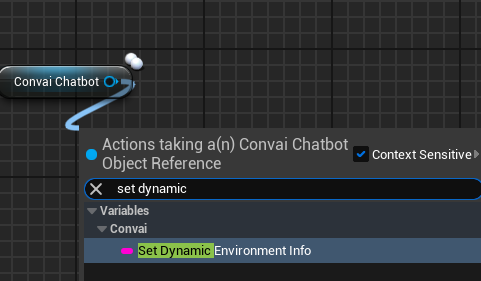 Convai Chatbot
Actions taking a(n) Convai Chatbot
Object Reference
Context Sensitive
set dynamic
Variables
Convai
Set Dynamic Environment Info